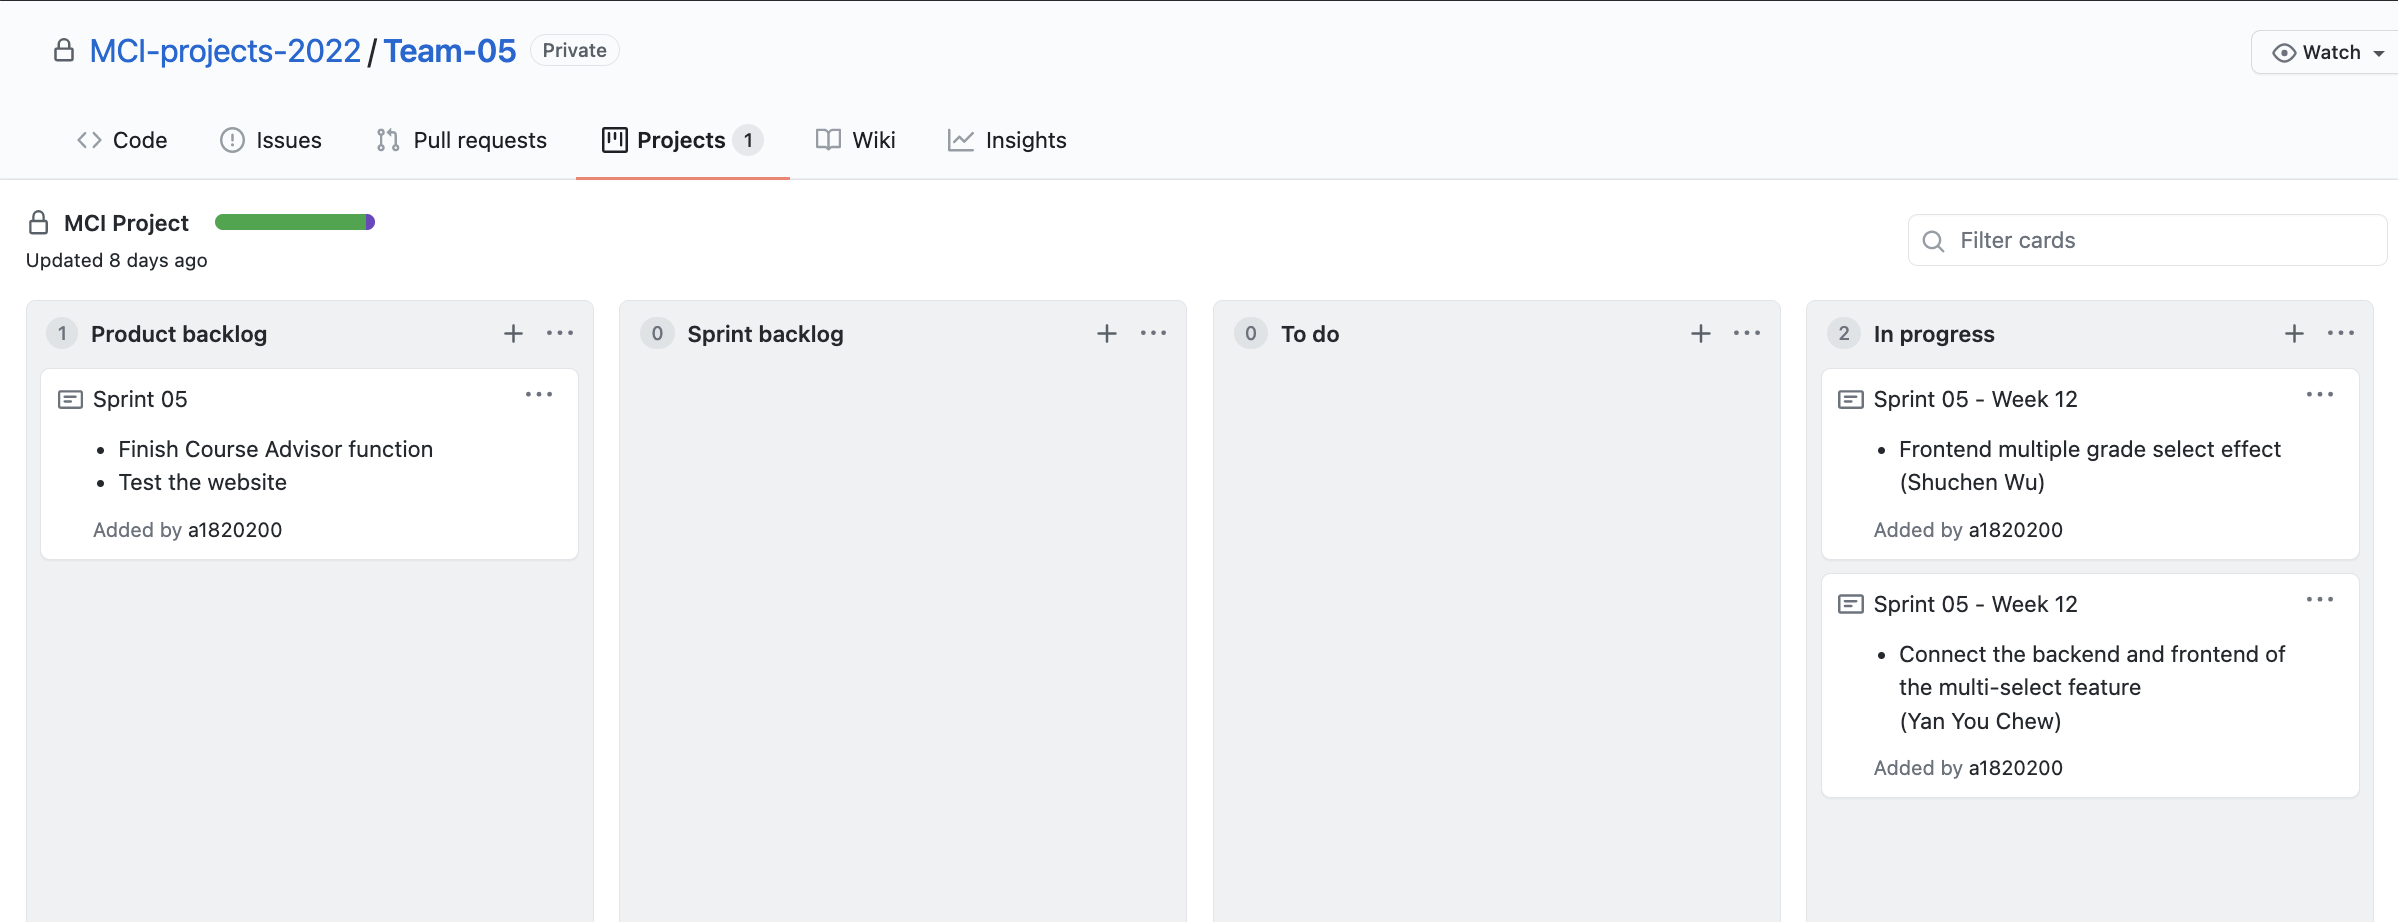 MCI-projects-2022 / Team-05 Private
Watch
Code Issues Pull requests Projects 1 Wiki Insights
MCI Project
Updated 8 days ago
Filter cards
1 Product backlog
Sprint 05
• Finish Course Advisor function
• Test the website
Added by a1820200
0 Sprint backlog
0 To do
2 In progress
Sprint 05 - Week 12
• Frontend multiple grade select effect
(Shuchen Wu)
Added by a1820200
Sprint 05 - Week 12
• Connect the backend and frontend of
the multi-select feature
(Yan You Chew)
Added by a1820200